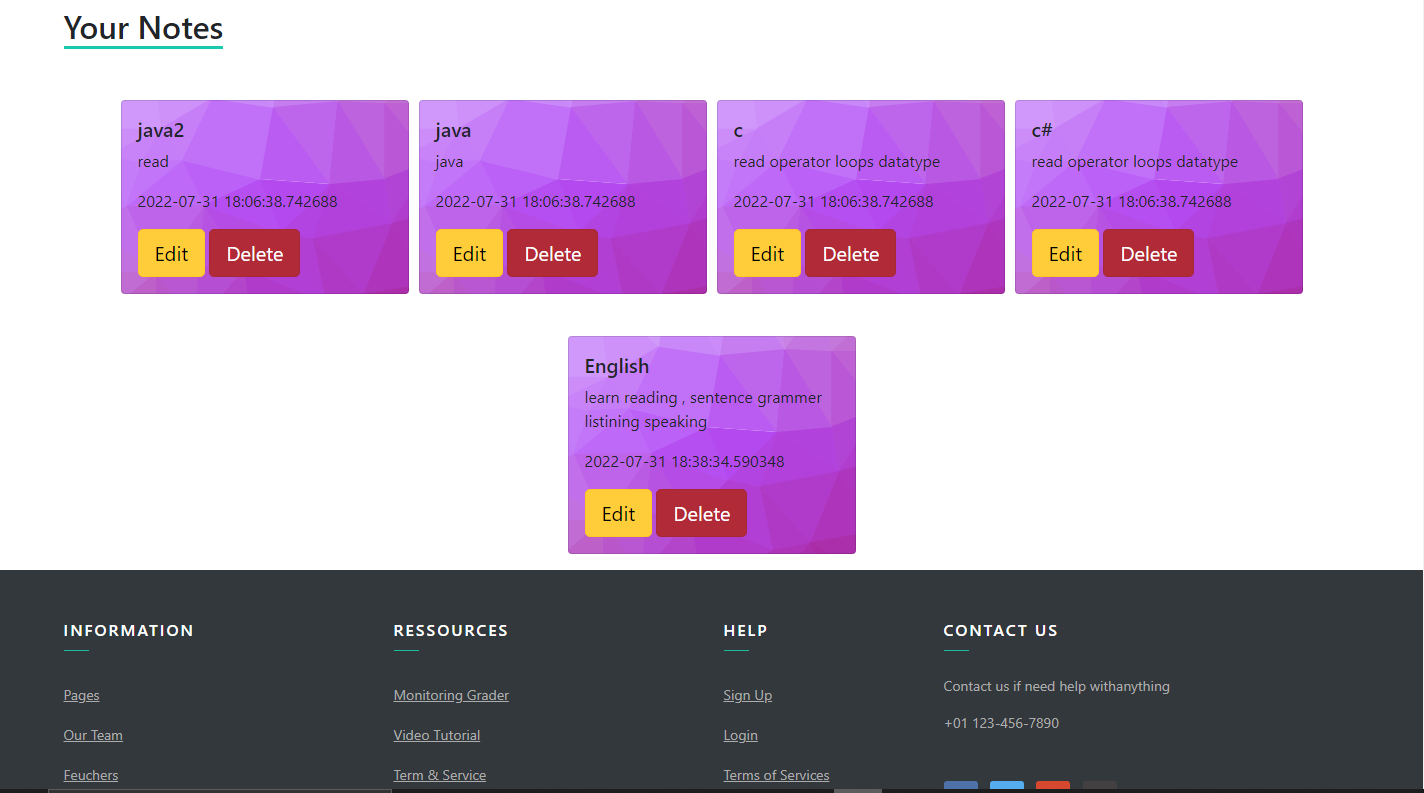 Your Notes
java2
read
2022-07-31 18:06:38.742688
Edit Delete
java
java
2022-07-31 18:06:38.742688
Edit Delete
c
read operator loops datatype
2022-07-31 18:06:38.742688
Edit Delete
c#
read operator loops datatype
2022-07-31 18:06:38.742688
Edit Delete
English
learn reading , sentence grammer
listining speaking
2022-07-31 18:38:34.590348
Edit Delete
INFORMATION
Pages
Our Team
Feuchers
RESSOURCES
Monitoring Grader
Video Tutorial
Term & Service
HELP
Sign Up
Login
Terms of Services
CONTACT US
Contact us if need help withanything
+01 123-456-7890